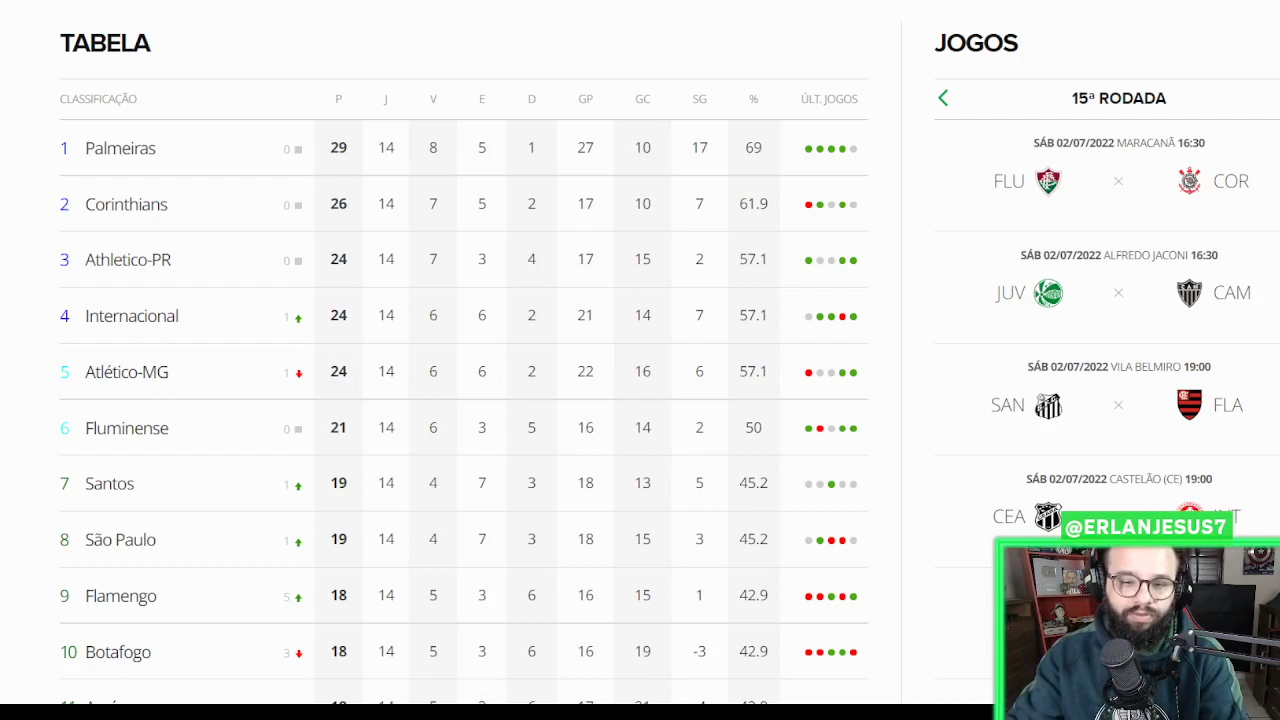 TABELA
CLASSIFICAÇÃO P J V E D GP GC SG % ÚLT. JOGOS
1 Palmeiras 0 29 14 8 5 1 27 10 17 69
2 Corinthians 0 26 14 7 5 2 17 10 7 61.9
3 Athletico-PR 0 24 14 7 3 4 17 15 2 57.1
4 Internacional 1 24 14 6 6 2 21 14 7 57.1
5 Atlético-MG 1 24 14 6 6 2 22 16 6 57.1
6 Fluminense 0 21 14 6 3 5 16 14 2 50
7 Santos 1 19 14 4 7 3 18 13 5 45.2
8 São Paulo 1 19 14 4 7 3 18 15 3 45.2
9 Flamengo 5 18 14 5 3 6 16 15 1 42.9
10 Botafogo 3 18 14 5 3 6 16 19 -3 42.9
JOGOS
15ª RODADA
SÁB 02/07/2022 MARACANÃ 16:30
FLU × COR
SÁB 02/07/2022 ALFREDO JACONI 16:30
JUV × CAM
SÁB 02/07/2022 VILA BELMIRO 19:00
SAN × FLA
SÁB 02/07/2022 CASTELÃO (CE) 19:00
CEA
@ERLANJESUS7